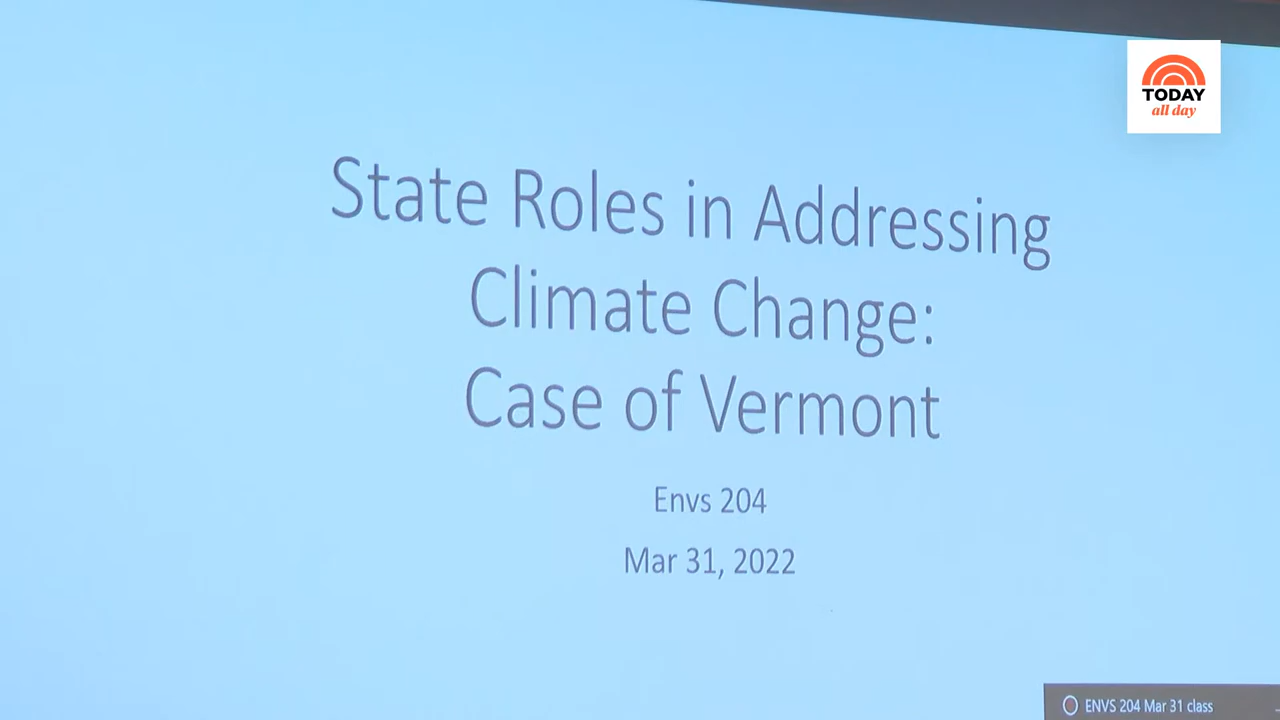 TODAY
all day
State Roles in Addressing
Climate Change:
Case of Vermont
Envs 204
Mar 31, 2022
ENVS 204 Mar 31 class